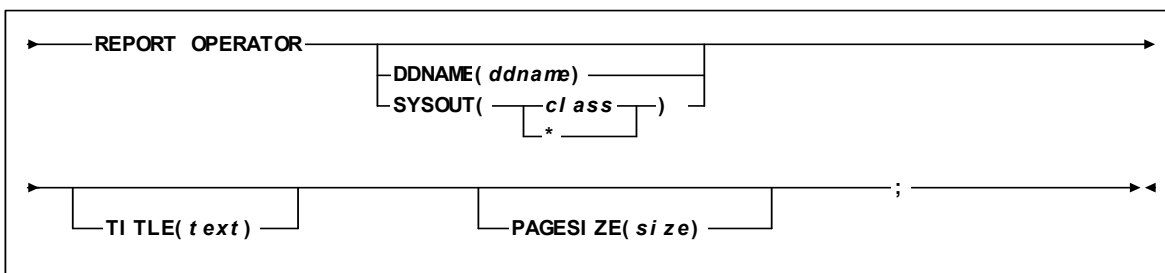 REPORT OPERATOR
DDNAME(ddname)
SYSOUT( class )
*
TITLE(text) PAGESIZE(size) ;